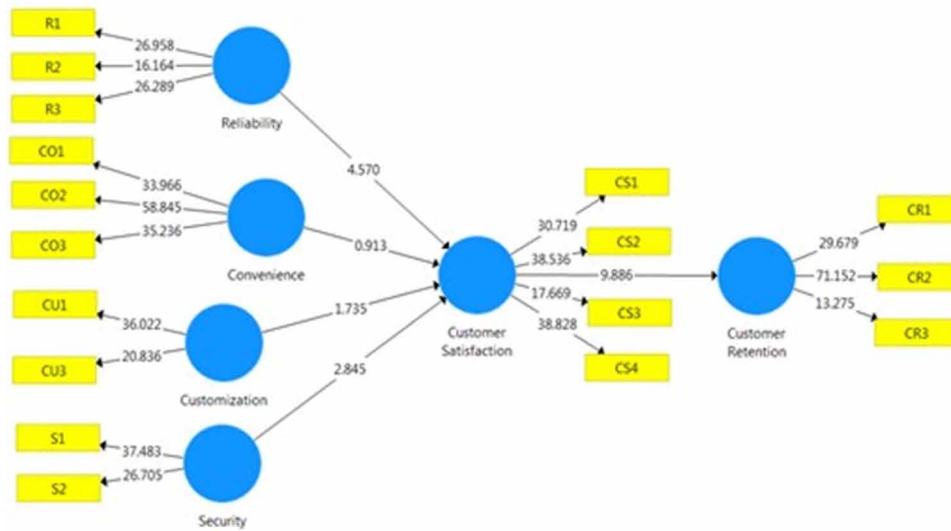 R1
26.958
R2
16.164
R3
26.289
Reliability
4.570
CO1
33.966
CO2
58.845
CO3
35.236
Convenience
0.913
CU1
36.022
CU3
20.836
Customization
1.735
S1
37.483
S2
26.705
Security
2.845
CS1
30.719
CS2
38.536
CS3
17.669
CS4
38.828
Customer
Satisfaction
9.886
CR1
29.679
CR2
71.152
CR3
13.275
Customer
Retention